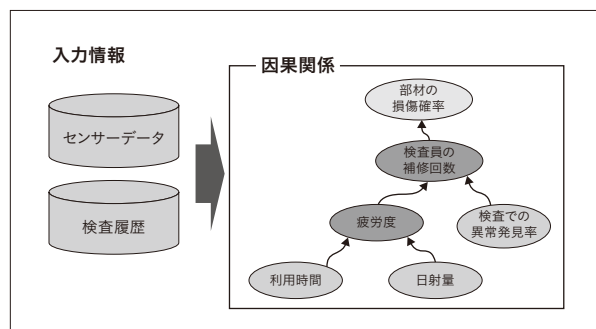 入力情報
センサーデータ
検査履歴
因果関係
部材の
損傷確率
検査員の
補修回数
疲労度
検査での
異常発見率
利用時間
日射量